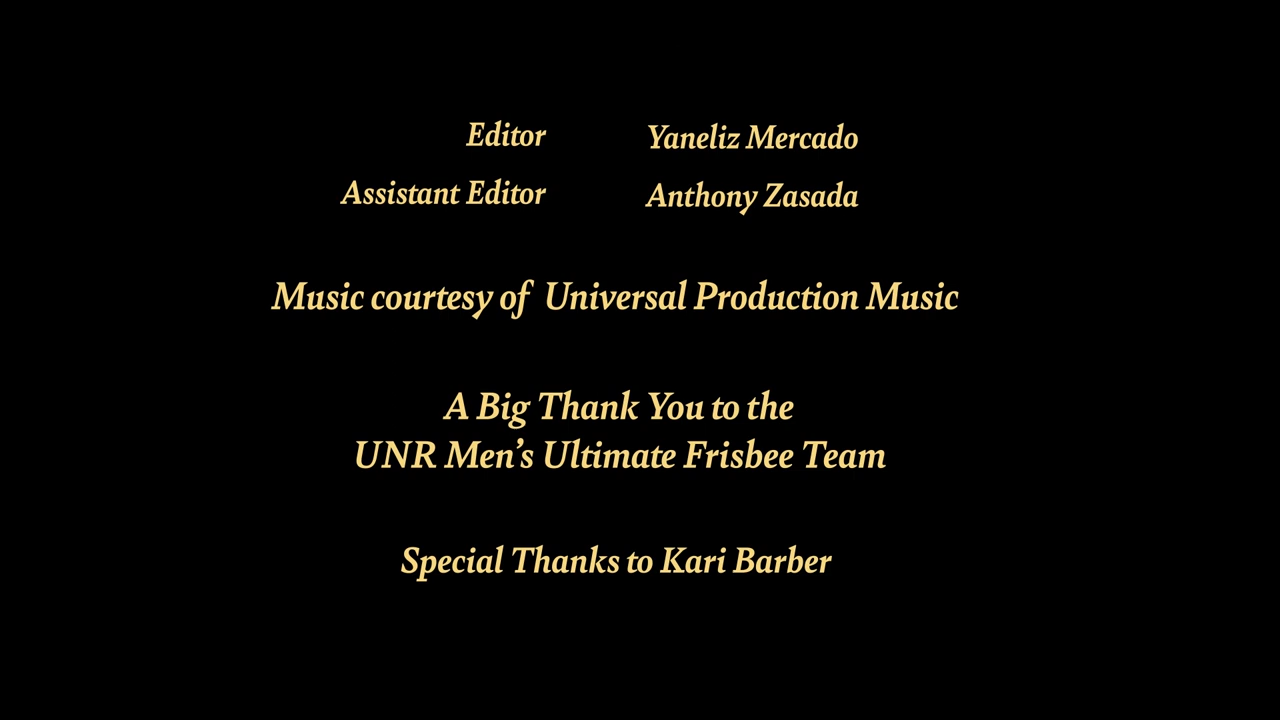 Editor Yaneliz Mercado
Assistant Editor Anthony Zasada
Music courtesy of Universal Production Music
A Big Thank You to the
UNR Men’s Ultimate Frisbee Team
Special Thanks to Kari Barber